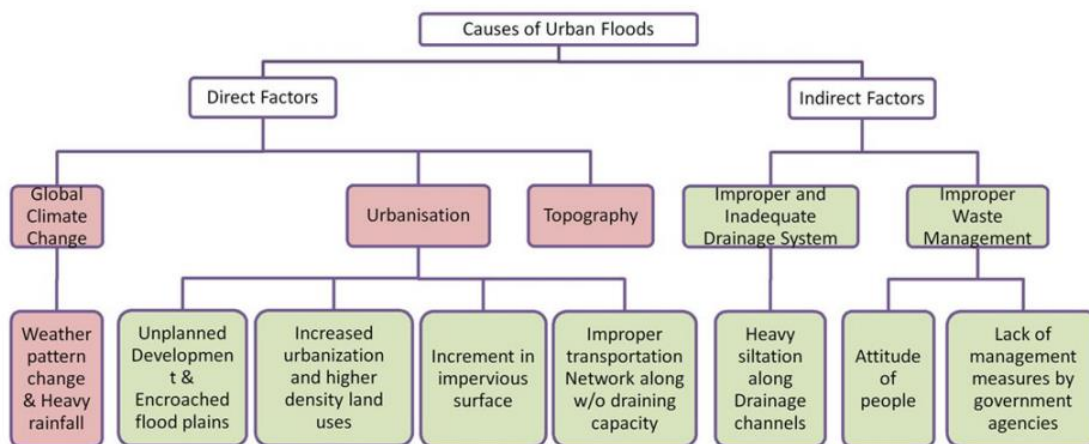 Causes of Urban Floods
Direct Factors
Indirect Factors
Global
Climate
Change
Urbanisation
Topography
Improper and
Inadequate
Drainage System
Improper
Waste
Management
Weather
pattern
change
& Heavy
rainfall
Unplanned
Developmen
t &
Encroached
flood plains
Increased
urbanization
and higher
density land
uses
Increment in
impervious
surface
Improper
transportation
Network along
w/o draining
capacity
Heavy
siltation
along
Drainage
channels
Attitude
of
people
Lack of
management
measures by
government
agencies